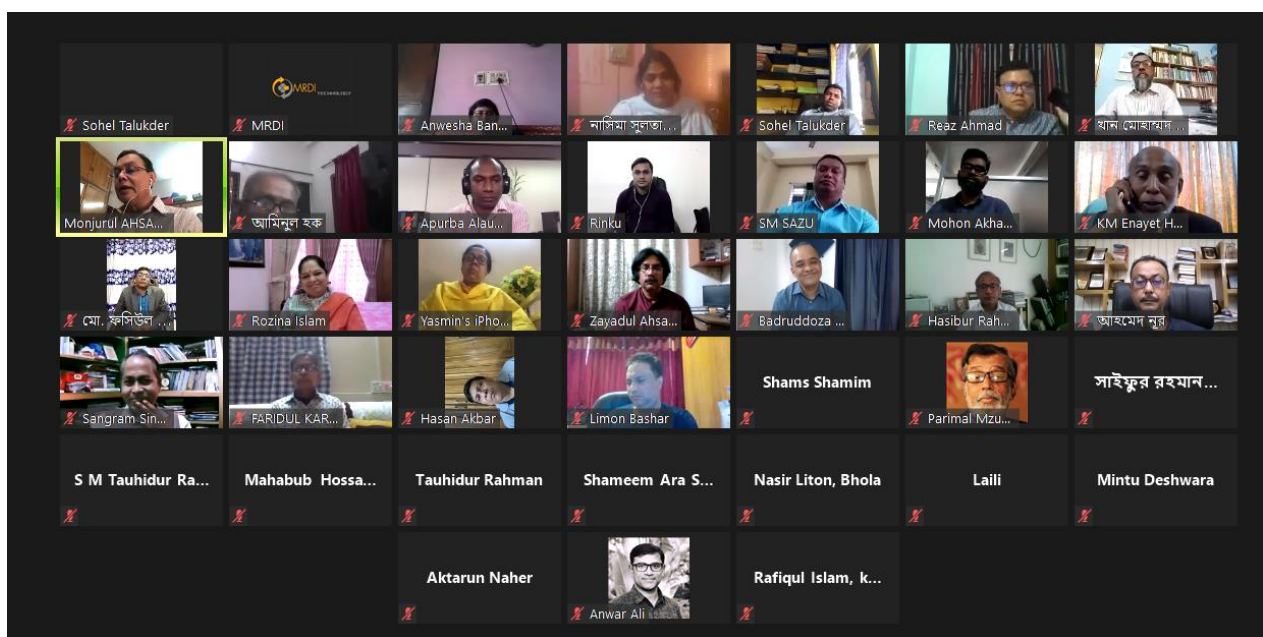 MRDI
Sohel Talukder
MRDI
Anwesha Ban...
নাসিমা সুলতা...
Sohel Talukder
Reaz Ahmad
খান মোহাম্মদ...
Monjurul AHSA...
আমিনুল হক
Apurba Alau...
Rinku
SM SAZU
Mohon Akha...
KM Enayet H...
মো. ফসিউল ...
Rozina Islam
Yasmin's iPho...
Zayadul Ahsa...
Badruddoza ...
Hasibur Rah...
আহমেদ নূর
Sangram Sin...
FARIDUL KAR...
Hasan Akbar
Limon Bashar
Shams Shamim
Parimal Mzu...
সাইফুর রহমান...
S M Tauhidur Ra...
Mahabub Hossa...
Tauhidur Rahman
Shameem Ara S...
Nasir Liton, Bhola
Laili
Mintu Deshwara
Aktarun Naher
Anwar Ali
Rafiqul Islam, k...